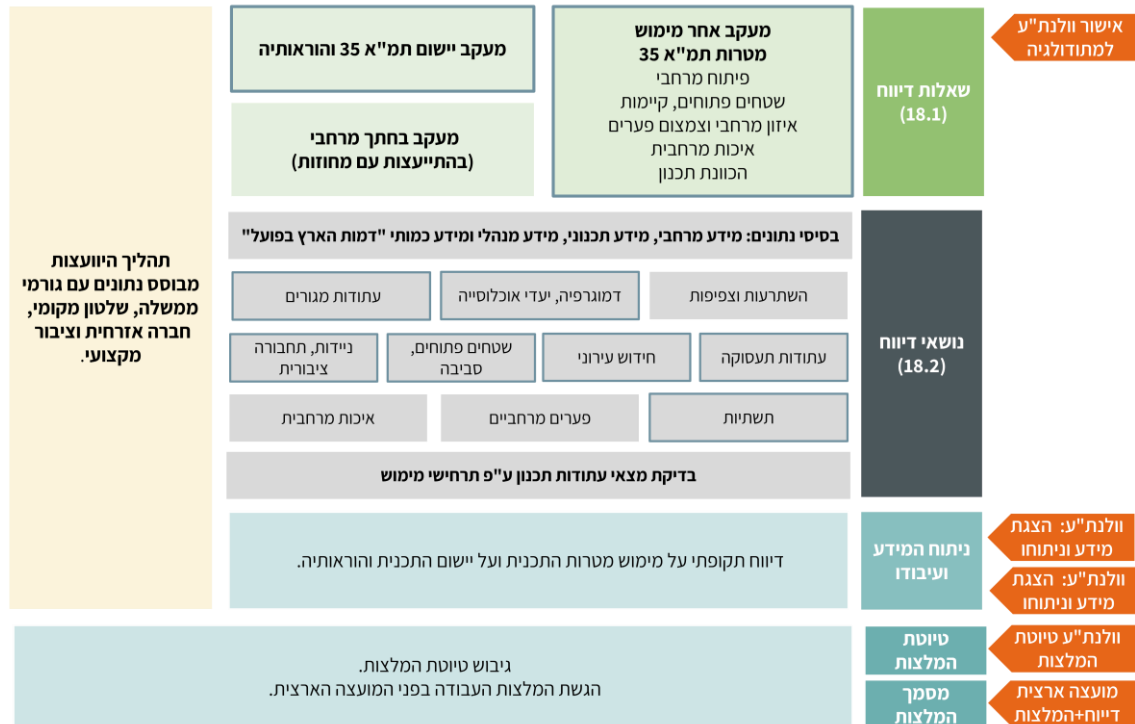 אישור וולנת"ע
למתודולגיה
שאלות דיווח
(18.1)
מעקב אחר מימוש
מטרות תמ"א 35
פיתוח מרחבי
שטחים פתוחים, קיימות
איזון מרחבי וצמצום פערים
איכות מרחבית
הכוונת תכנון
מעקב יישום תמ"א 35 והוראותיה
מעקב בחתך מרחבי
(בהתייעצות עם מחוזות)
תהליך היוועצות
מבוסס נתונים עם גורמי
ממשלה, שלטון מקומי,
חברה אזרחית וציבור
מקצועי.
נושאי דיווח
(18.2)
בסיסי נתונים: מידע מרחבי, מידע תכנוני, מידע מנהלי ומידע כמותי "דמות הארץ בפועל"
השתרעות וצפיפות
דמוגרפיה, יעדי אוכלוסייה
עתודות מגורים
עתודות תעסוקה
חידוש עירוני
שטחים פתוחים,
סביבה
ניידות, תחבורה
ציבורית
תשתיות
פערים מרחביים
איכות מרחבית
בדיקת מצאי עתודות תכנון ע"פ תרחישי מימוש
וולנת"ע: הצגת
מידע וניתוחו
וולנת"ע: הצגת
מידע וניתוחו
ניתוח המידע
ועיבודו
דיווח תקופתי על מימוש מטרות התכנית ועל יישום התכנית והוראותיה.
וולנת"ע טיוטת
המלצות
טיוטת
המלצות
גיבוש טיוטת המלצות.
הגשת המלצות העבודה בפני המועצה הארצית.
מועצה ארצית
דייוח+המלצות
מסמך
המלצות